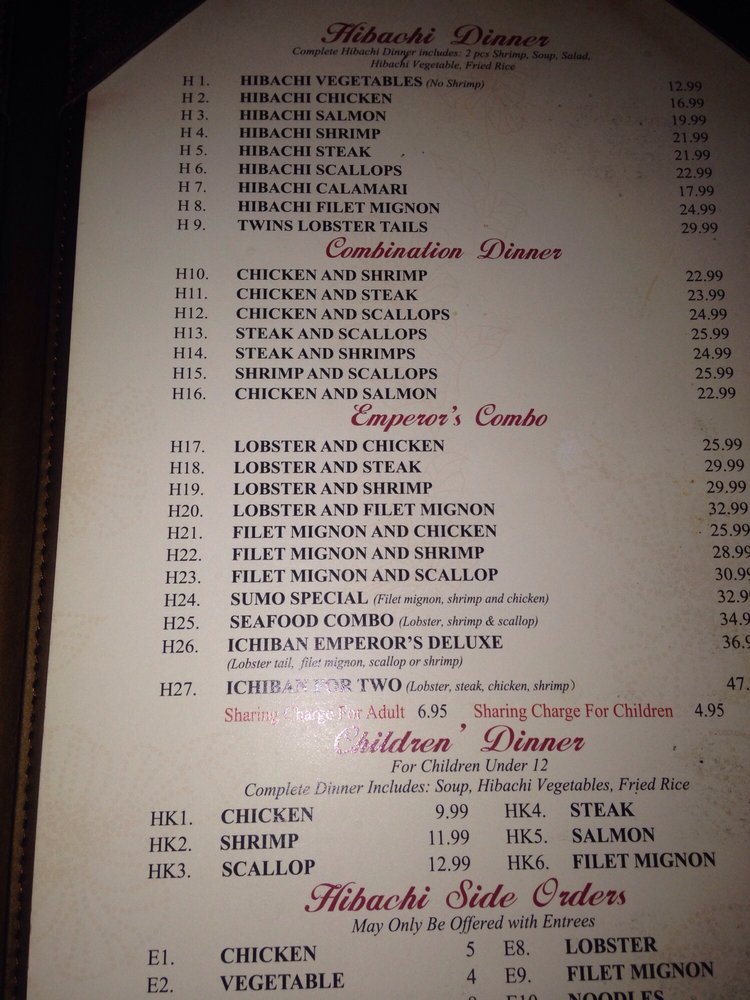 Hibachi Dinner
Complete Hibachi Dinner includes: 2 pcs Shrimp, Soup, Salad,
Hibachi Vegetable, Fried Rice
H 1. HIBACHI VEGETABLES (No Shrimp) 12.99
H 2. HIBACHI CHICKEN 16.99
H 3. HIBACHI SALMON 19.99
H 4. HIBACHI SHRIMP 21.99
H 5. HIBACHI STEAK 21.99
H 6. HIBACHI SCALLOPS 22.99
H 7. HIBACHI CALAMARI 17.99
H 8. HIBACHI FILET MIGNON 24.99
H 9. TWINS LOBSTER TAILS 29.99
Combination Dinner
H10. CHICKEN AND SHRIMP 22.99
H11. CHICKEN AND STEAK 23.99
H12. CHICKEN AND SCALLOPS 24.99
H13. STEAK AND SCALLOPS 25.99
H14. STEAK AND SHRIMPS 24.99
H15. SHRIMP AND SCALLOPS 25.99
H16. CHICKEN AND SALMON 22.99
Emperor's Combo
H17. LOBSTER AND CHICKEN 25.99
H18. LOBSTER AND STEAK 29.99
H19. LOBSTER AND SHRIMP 29.99
H20. LOBSTER AND FILET MIGNON 32.99
H21. FILET MIGNON AND CHICKEN 25.99
H22. FILET MIGNON AND SHRIMP 28.99
H23. FILET MIGNON AND SCALLOP 30.99
H24. SUMO SPECIAL (Filet mignon, shrimp and chicken) 32.9
H25. SEAFOOD COMBO (Lobster, shrimp & scallop) 34.9
H26. ICHIBAN EMPEROR'S DELUXE 36.9
(Lobster tail, filet mignon, scallop or shrimp)
H27. ICHIBAN FOR TWO (Lobster, steak, chicken, shrimp) 47.
Sharing Charge For Adult 6.95 Sharing Charge For Children 4.95
Children' Dinner
For Children Under 12
Complete Dinner Includes: Soup, Hibachi Vegetables, Fried Rice
HK1. CHICKEN 9.99 HK4. STEAK
HK2. SHRIMP 11.99 HK5. SALMON
HK3. SCALLOP 12.99 HK6. FILET MIGNON
Hibachi Side Orders
May Only Be Offered with Entrees
E1. CHICKEN 5 E8. LOBSTER
E2. VEGETABLE 4 E9. FILET MIGNON
E10 NOODLES